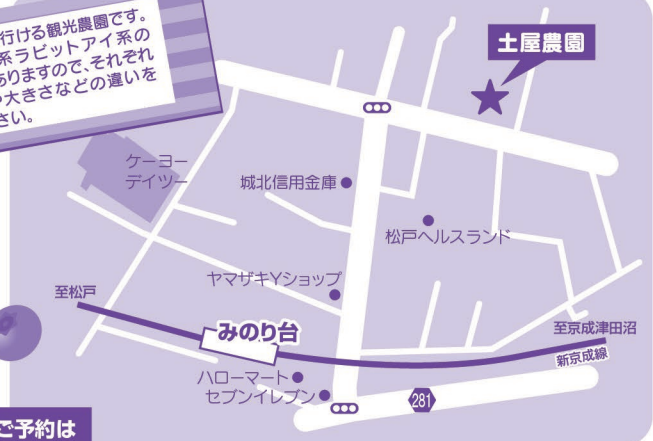 行ける観光農園です。
系ラビットアイ系の
ありますので、それぞれ
や大きさなどの違いを
さい。
土屋農園
ケーヨー
デイツー
城北信用金庫
松戸ヘルスランド
ヤマザキYショップ
至松戸
みのり台
至京成津田沼
新京成線
ハローマート
セブンイレブン
281
ご予約は